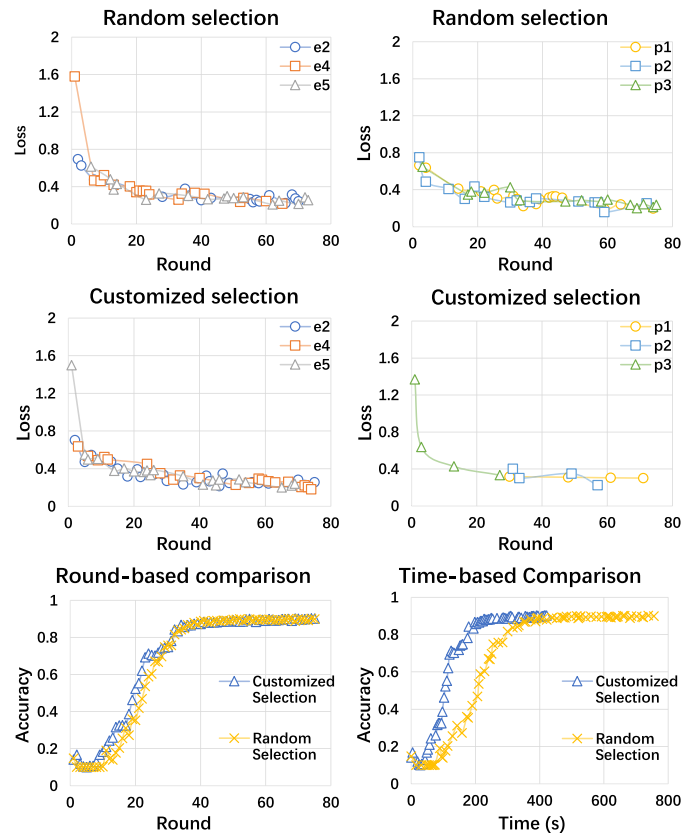 Random selection
2
1.6
1.2
0.8
0.4
0
Loss
e2
e4
e5
0 20 40 60 80
Round
Random selection
2
1.6
1.2
0.8
0.4
0
Loss
p1
p2
p3
0 20 40 60 80
Round
Customized selection
2
1.6
1.2
0.8
0.4
0
Loss
e2
e4
e5
0 20 40 60 80
Round
Customized selection
2
1.6
1.2
0.8
0.4
0
Loss
p1
p2
p3
0 20 40 60 80
Round
Round-based comparison
1
0.8
0.6
0.4
0.2
0
Accuracy
Customized
Selection
Random
Selection
0 20 40 60 80
Round
Time-based Comparison
1
0.8
0.6
0.4
0.2
0
Accuracy
Customized
Selection
Random
Selection
0 200 400 600 800
Time (s)